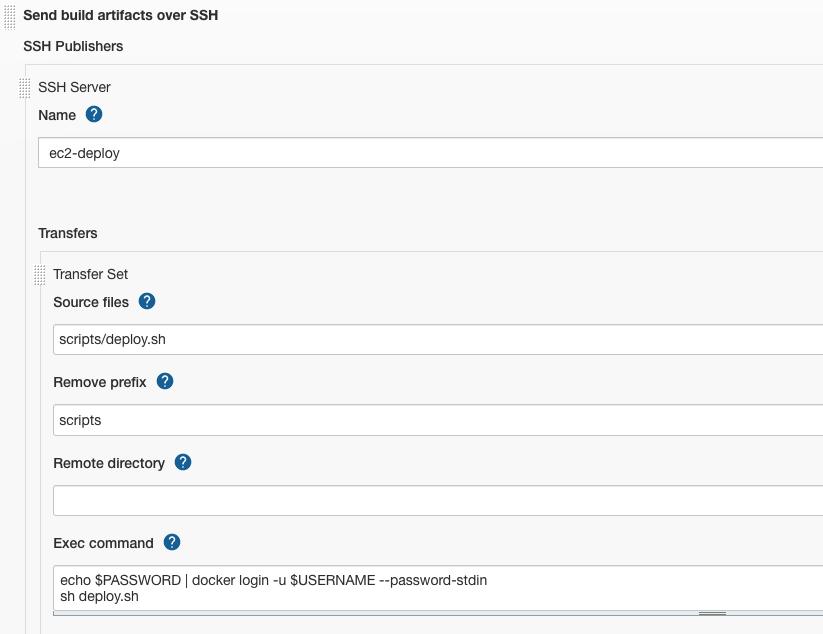 Send build artifacts over SSH
SSH Publishers
SSH Server
Name ?
ec2-deploy
Transfers
Transfer Set
Source files ?
scripts/deploy.sh
Remove prefix ?
scripts
Remote directory ?
Exec command ?
echo $PASSWORD | docker login -u $USERNAME --password-stdin
sh deploy.sh